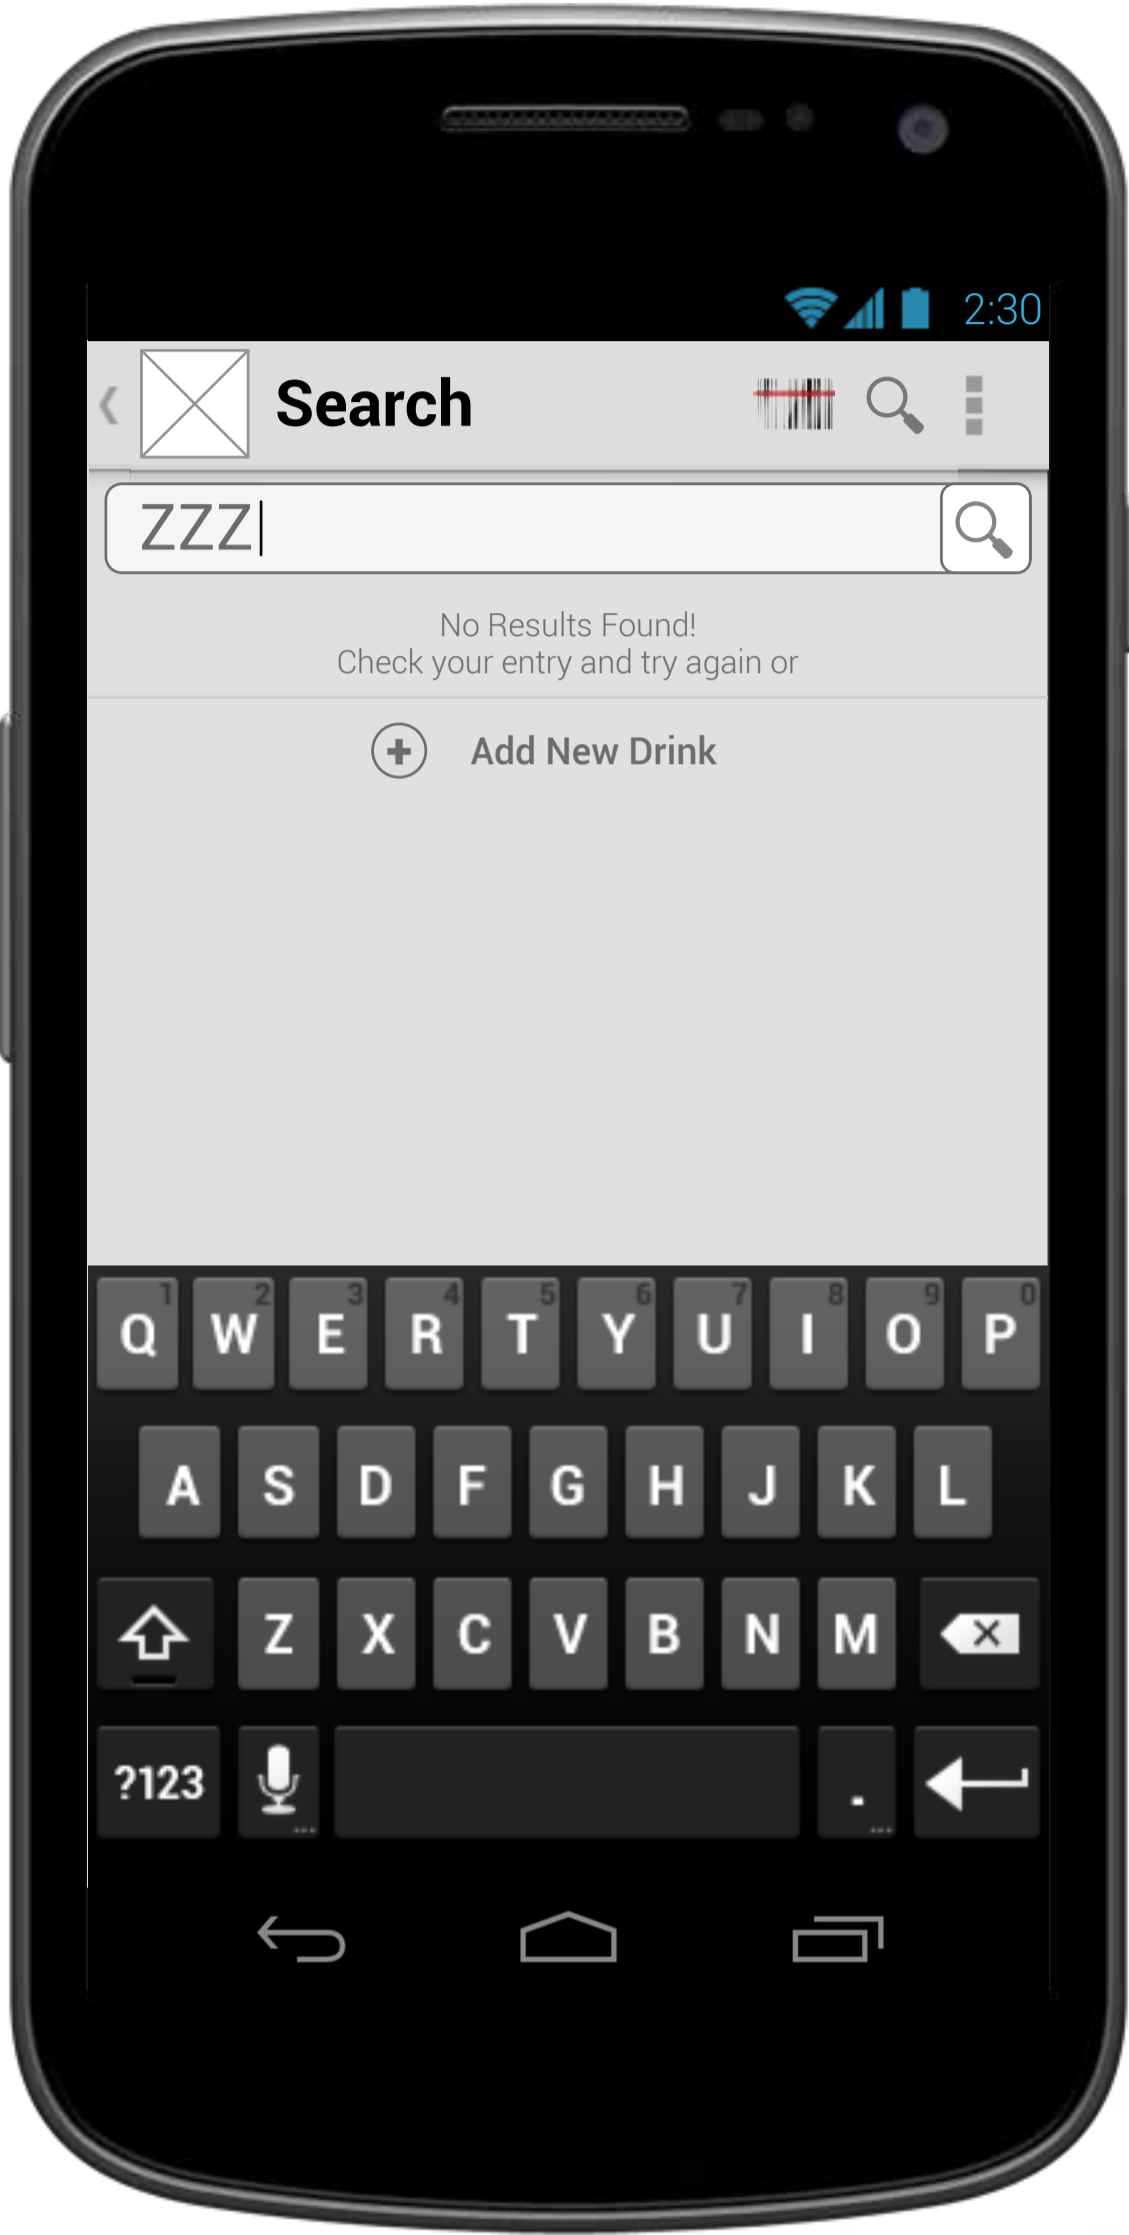 2:30
Search
ZZZ
No Results Found!
Check your entry and try again or
Add New Drink
1 2 3 4 5 6 7 8 9 0
Q W E R T Y U I O P
A S D F G H J K L
Z X C V B N M
?123 ... . ...